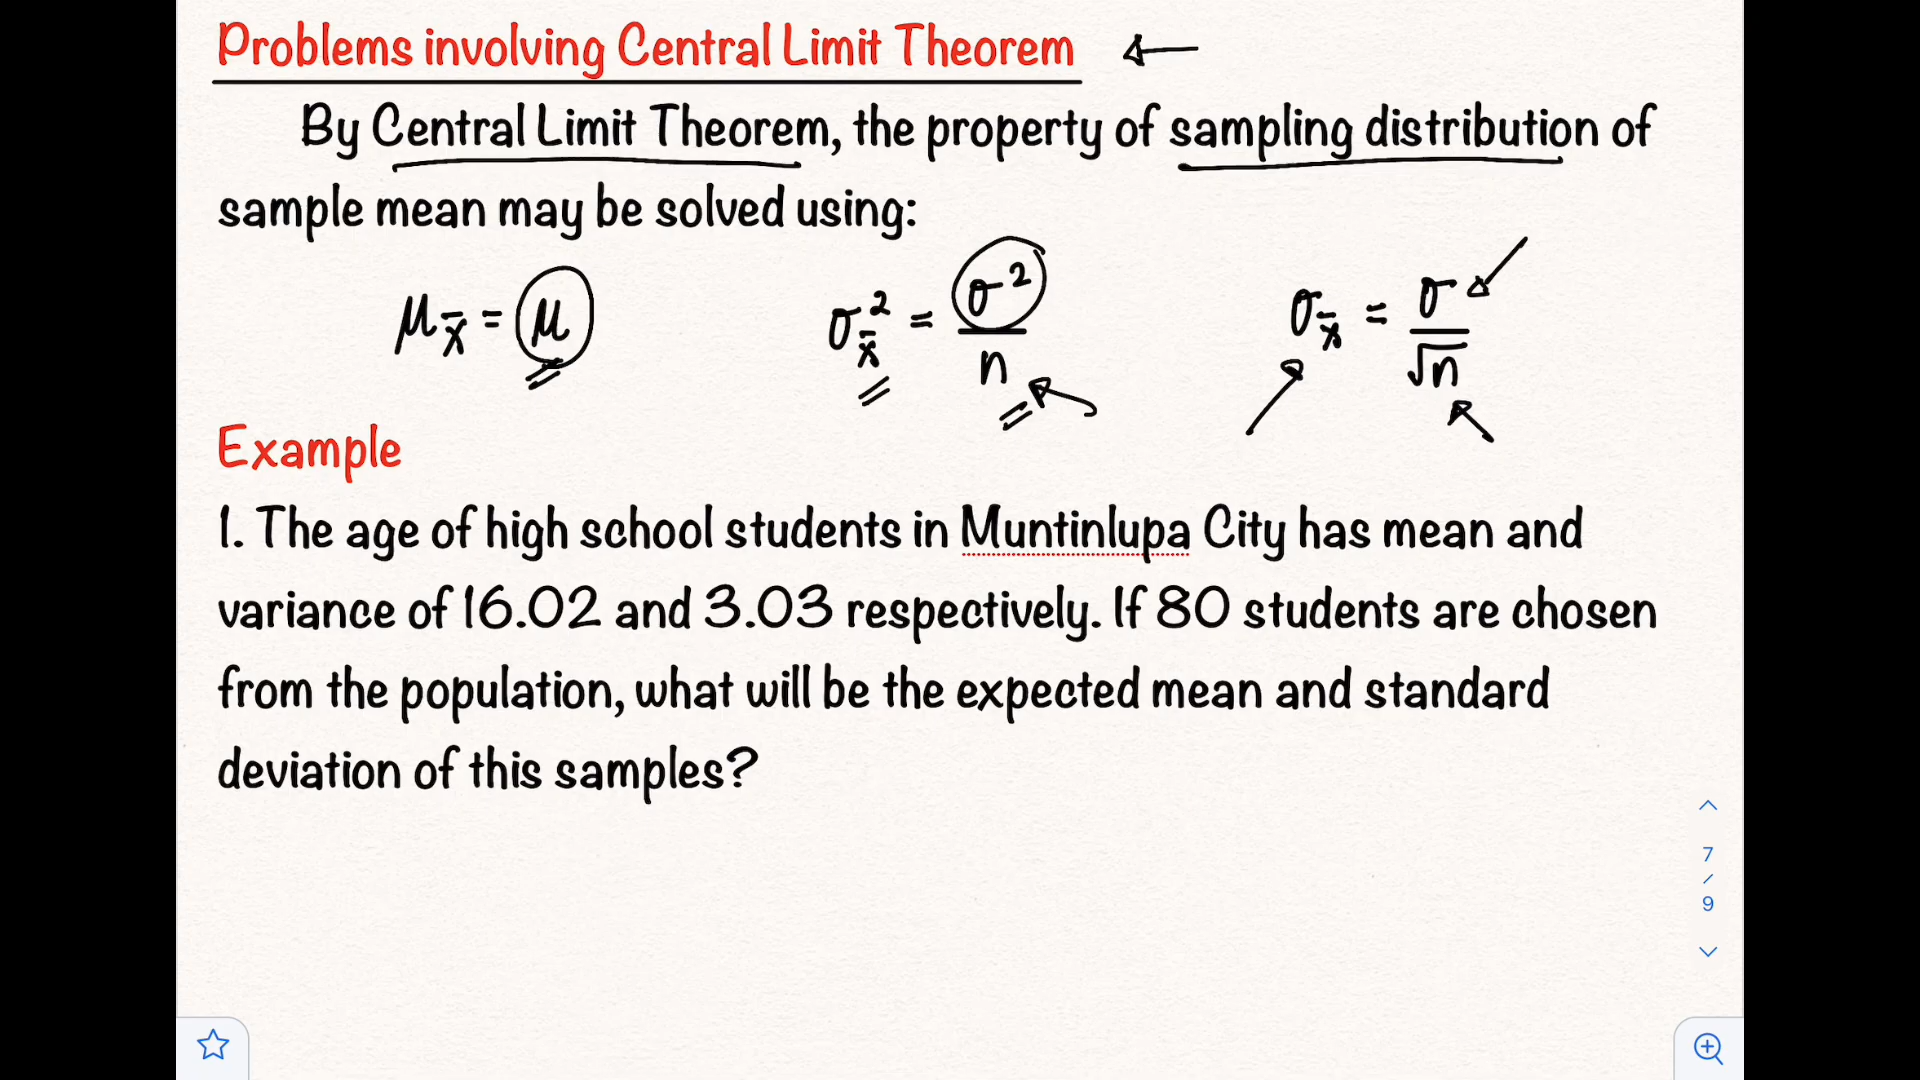 Problems involving Central Limit Theorem
By Central Limit Theorem, the property of sampling distribution of
sample mean may be solved using:
μx̄ = μ
σx̄² = σ²/n
σx̄ = σ/√n
Example
1. The age of high school students in Muntinlupa City has mean and
variance of 16.02 and 3.03 respectively. If 80 students are chosen
from the population, what will be the expected mean and standard
deviation of this samples?
7
/
9